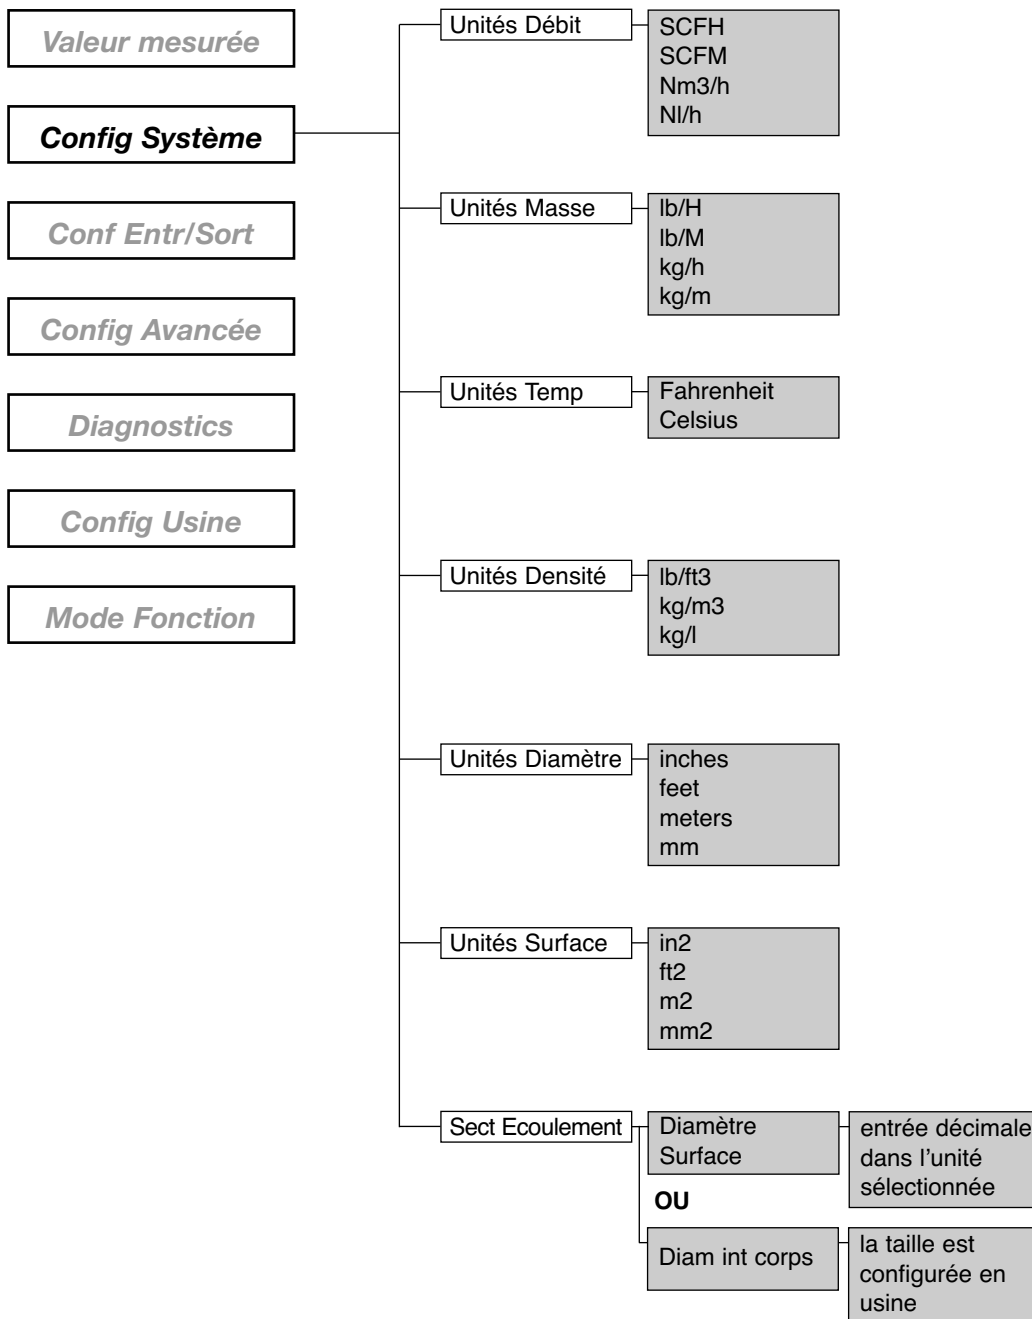 Valeur mesurée
Config Système
Conf Entr/Sort
Config Avancée
Diagnostics
Config Usine
Mode Fonction
Unités Débit
SCFH
SCFM
Nm3/h
Nl/h
Unités Masse
lb/H
lb/M
kg/h
kg/m
Unités Temp
Fahrenheit
Celsius
Unités Densité
lb/ft3
kg/m3
kg/l
Unités Diamètre
inches
feet
meters
mm
Unités Surface
in2
ft2
m2
mm2
Sect Ecoulement
Diamètre
Surface
entrée décimale
dans l'unité
sélectionnée
OU
Diam int corps
la taille est
configurée en
usine